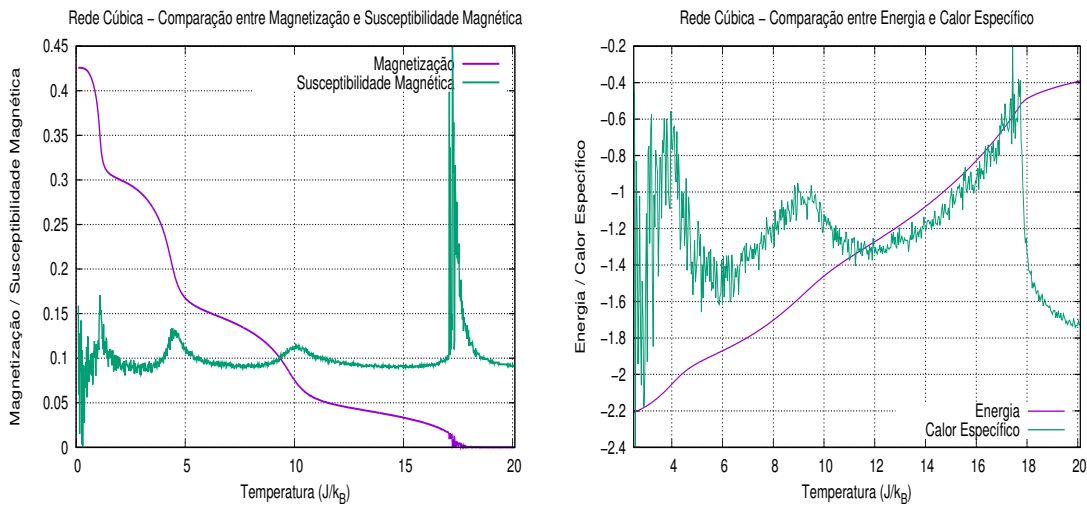 Rede Cúbica − Comparação entre Magnetização e Susceptibilidade Magnética
Magnetização / Susceptibilidade Magnética
0.45
0.4
0.35
0.3
0.25
0.2
0.15
0.1
0.05
0
Magnetização
Susceptibilidade Magnética
0 5 10 15 20
Temperatura (J/k_B)
Rede Cúbica − Comparação entre Energia e Calor Específico
Energia / Calor Específico
−0.2
−0.4
−0.6
−0.8
−1
−1.2
−1.4
−1.6
−1.8
−2
−2.2
−2.4
Energia
Calor Específico
4 6 8 10 12 14 16 18 20
Temperatura (J/k_B)